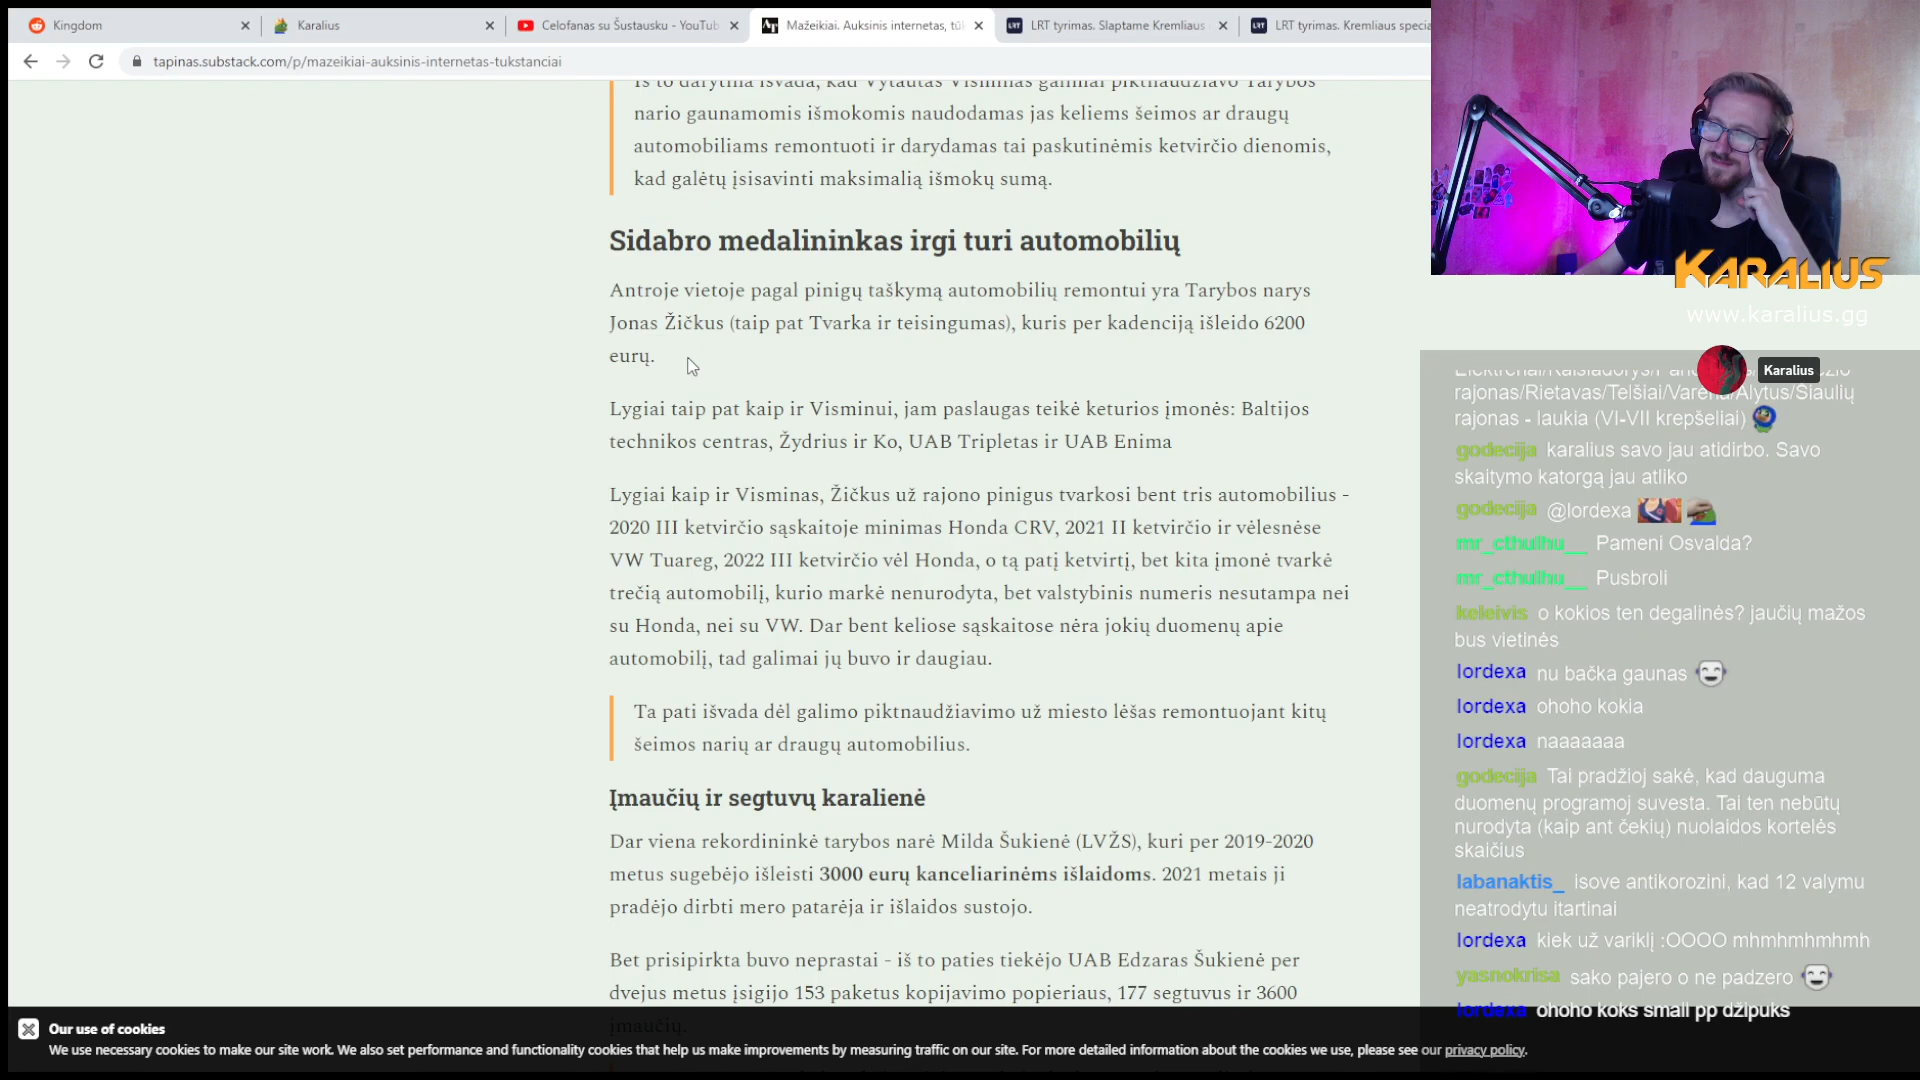 Kingdom
Karalius
Celofanas su Šustausku - YouTub
Mažeikiai. Auksinis internetas, tūk
LRT tyrimas. Slaptame Kremliaus
LRT tyrimas. Kremliaus specia
tapinas.substack.com/p/mazeikiai-auksinis-internetas-tukstanciai
Iš to darytina išvada, kad Vytautas Visminas galimai piktnaudžiavo Tarybos
nario gaunamomis išmokomis naudodamas jas keliems šeimos ar draugų
automobiliams remontuoti ir darydamas tai paskutinėmis ketvirčio dienomis,
kad galėtų įsisavinti maksimalią išmokų sumą.
Sidabro medalininkas irgi turi automobilių
Antroje vietoje pagal pinigų taškymą automobilių remontui yra Tarybos narys
Jonas Žičkus (taip pat Tvarka ir teisingumas), kuris per kadenciją išleido 6200
eurų.
Lygiai taip pat kaip ir Visminui, jam paslaugas teikė keturios įmonės: Baltijos
technikos centras, Žydrius ir Ko, UAB Tripletas ir UAB Enima
Lygiai kaip ir Visminas, Žičkus už rajono pinigus tvarkosi bent tris automobilius -
2020 III ketvirčio sąskaitoje minimas Honda CRV, 2021 II ketvirčio ir vėlesnėse
VW Tuareg, 2022 III ketvirčio vėl Honda, o tą patį ketvirtį, bet kita įmonė tvarkė
trečią automobilį, kurio markė nenurodyta, bet valstybinis numeris nesutampa nei
su Honda, nei su VW. Dar bent keliose sąskaitose nėra jokių duomenų apie
automobilį, tad galimai jų buvo ir daugiau.
Ta pati išvada dėl galimo piktnaudžiavimo už miesto lėšas remontuojant kitų
šeimos narių ar draugų automobilius.
Įmaučių ir segtuvų karalienė
Dar viena rekordininkė tarybos narė Milda Šukienė (LVŽS), kuri per 2019-2020
metus sugebėjo išleisti 3000 eurų kanceliarinėms išlaidoms. 2021 metais ji
pradėjo dirbti mero patarėja ir išlaidos sustojo.
Bet prisipirkta buvo neprastai - iš to paties tiekėjo UAB Edzaras Šukienė per
dvejus metus įsigijo 153 paketus kopijavimo popieriaus, 177 segtuvus ir 3600
įmaučių.
Our use of cookies
We use necessary cookies to make our site work. We also set performance and functionality cookies that help us make improvements by measuring traffic on our site. For more detailed information about the cookies we use, please see our privacy policy.
KARALIUS
www.karalius.gg
Karalius
rajonas/Rietavas/Telšiai/Varėna/Alytus/Šiaulių
rajonas - laukia (VI-VII krepšeliai)
godecija karalius savo jau atidirbo. Savo
skaitymo katorgą jau atliko
godecija @lordexa
mr_cthulhu__ Pameni Osvalda?
mr_cthulhu__ Pusbroli
keleivis o kokios ten degalinės? jaučių mažos
bus vietinės
lordexa nu bačka gaunas
lordexa ohoho kokia
lordexa naaaaaaa
godecija Tai pradžioj sakė, kad dauguma
duomenų programoj suvesta. Tai ten nebūtų
nurodyta (kaip ant čekių) nuolaidos kortelės
skaičius
labanaktis_ isove antikorozini, kad 12 valymu
neatrodytu itartinai
lordexa kiek už variklį :OOOO mhmhmhmhmh
yasnokrisa sako pajero o ne padzero
lordexa ohoho koks small pp džipuks